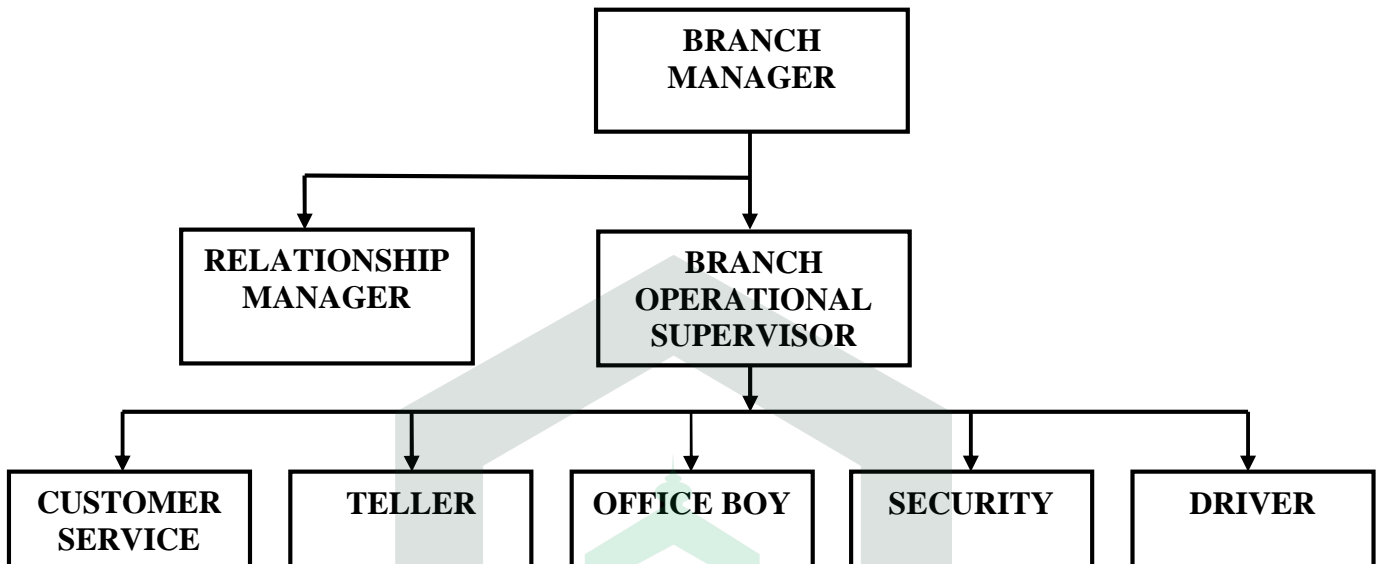 BRANCH
MANAGER
RELATIONSHIP
MANAGER
BRANCH
OPERATIONAL
SUPERVISOR
CUSTOMER
SERVICE
TELLER
OFFICE BOY
SECURITY
DRIVER